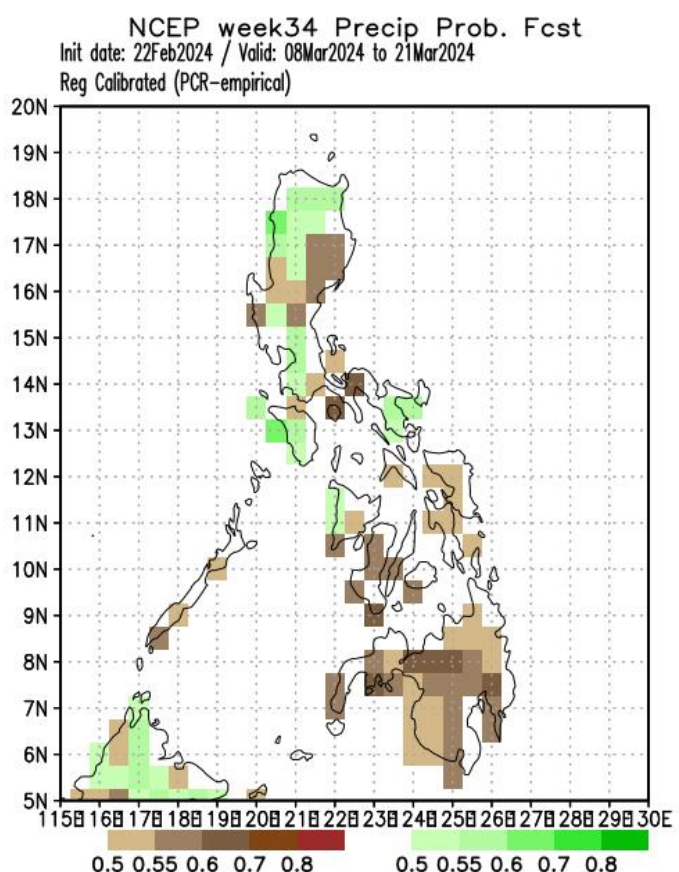 NCEP week34 Precip Prob. Fcst
Init date: 22Feb2024 / Valid: 08Mar2024 to 21Mar2024
Reg Calibrated (PCR-empirical)
20N
19N
18N
17N
16N
15N
14N
13N
12N
11N
10N
9N
8N
7N
6N
5N
115E 116E 117E 118E 119E 120E 121E 122E 123E 124E 125E 126E 127E 128E 129E 130E
0.5 0.55 0.6 0.7 0.8 0.5 0.55 0.6 0.7 0.8